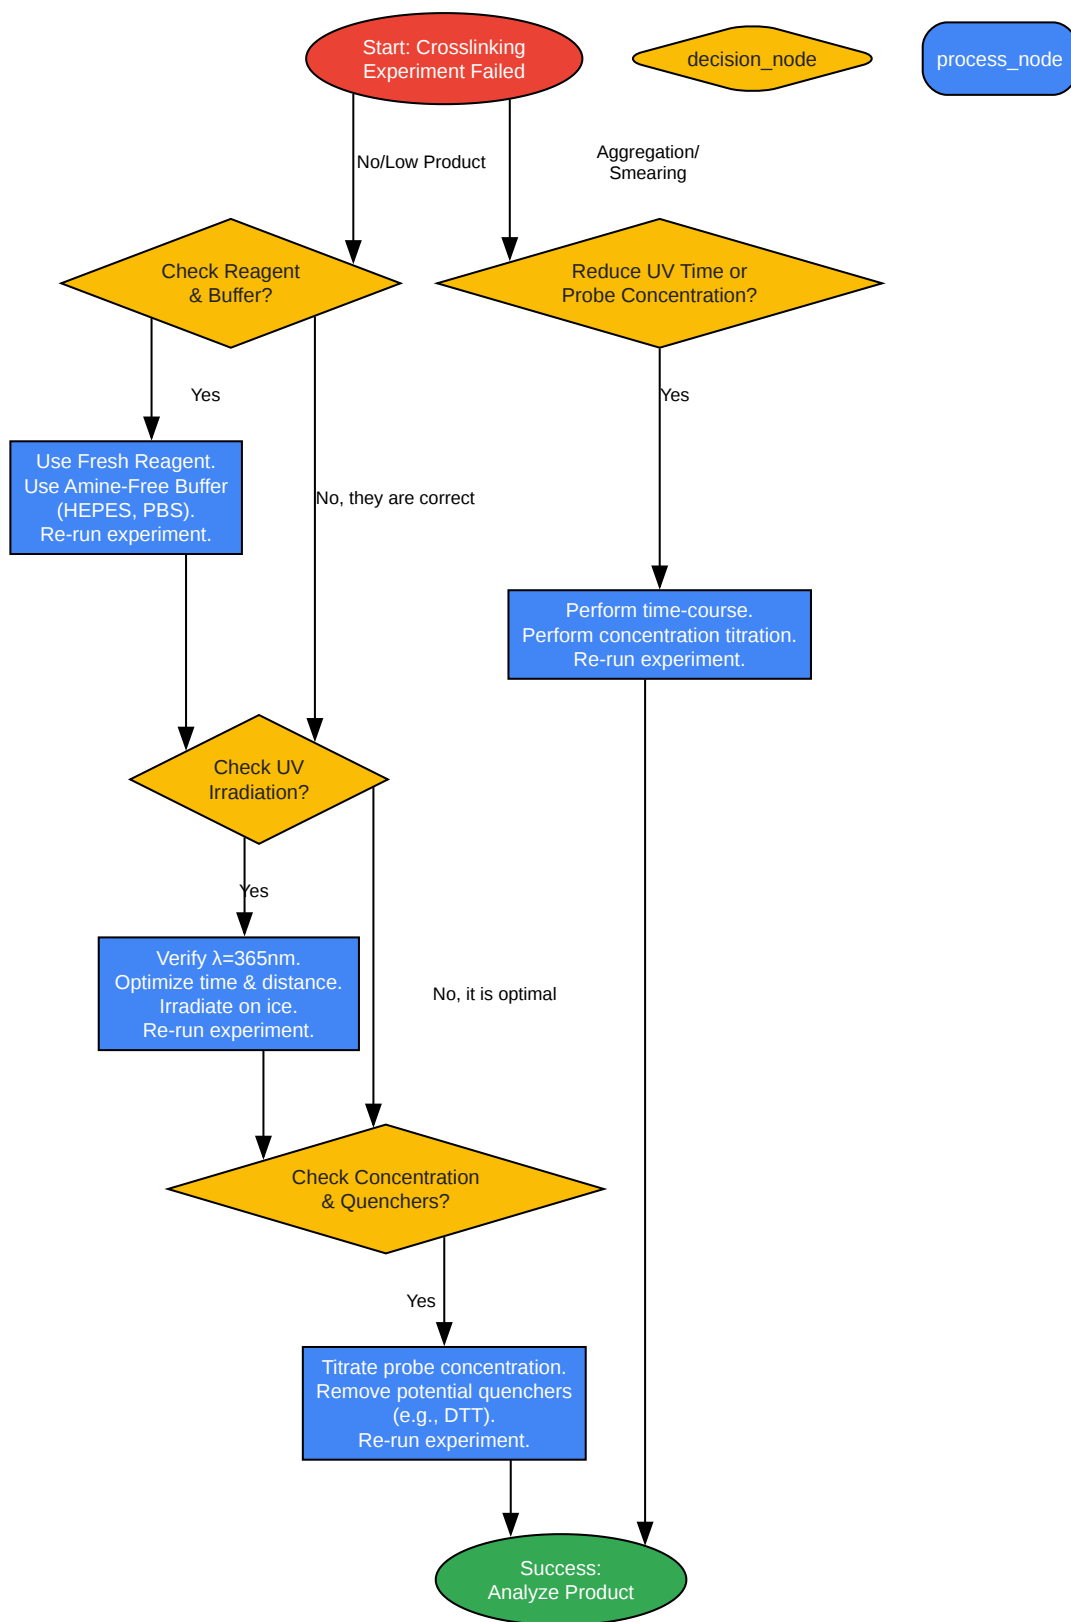 Start: Crosslinking
Experiment Failed
decision_node
process_node
No/Low Product
Aggregation/
Smearing
Check Reagent
& Buffer?
Reduce UV Time or
Probe Concentration?
Yes
Yes
Use Fresh Reagent.
Use Amine-Free Buffer
(HEPES, PBS).
Re-run experiment.
No, they are correct
Perform time-course.
Perform concentration titration.
Re-run experiment.
Check UV
Irradiation?
Yes
Verify λ=365nm.
Optimize time & distance.
Irradiate on ice.
Re-run experiment.
No, it is optimal
Check Concentration
& Quenchers?
Yes
Titrate probe concentration.
Remove potential quenchers
(e.g., DTT).
Re-run experiment.
Success:
Analyze Product